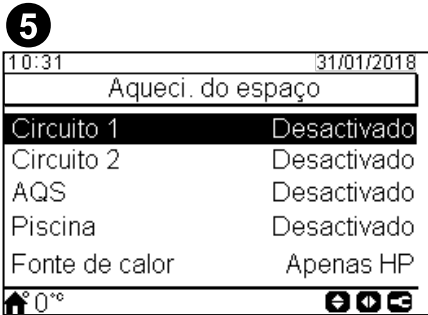 5
10:31 31/01/2018
Aqueci. do espaço
Circuito 1 Desactivado
Circuito 2 Desactivado
AQS Desactivado
Piscina Desactivado
Fonte de calor Apenas HP
0°°